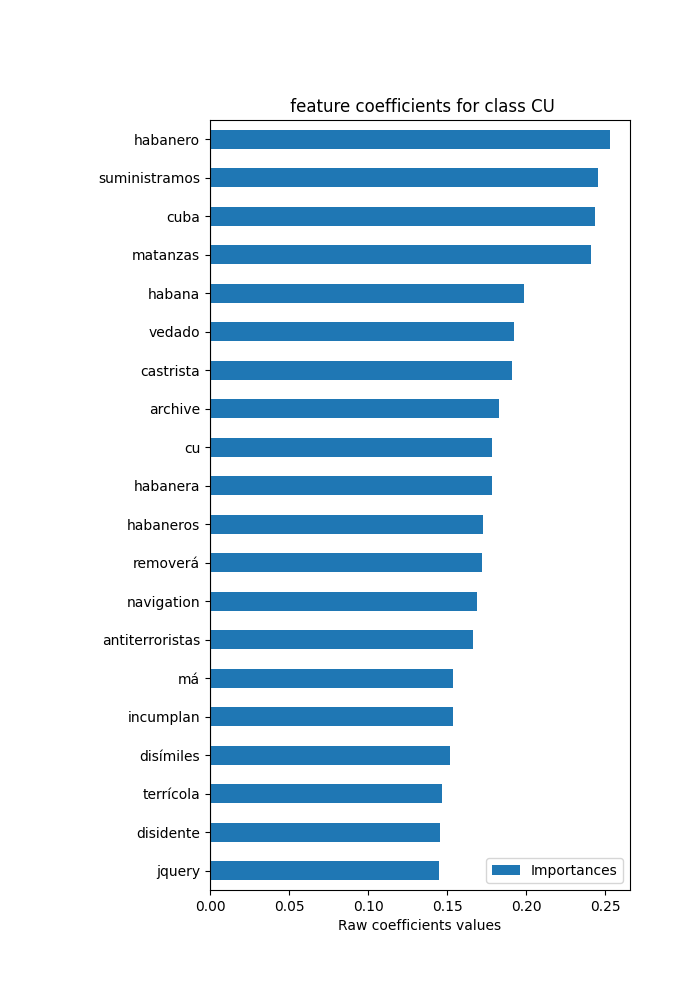 feature coefficients for class CU
habanero
suministramos
cuba
matanzas
habana
vedado
castrista
archive
cu
habanera
habaneros
removerá
navigation
antiterroristas
má
incumplan
disímiles
terrícola
disidente
jquery
Importances
0.00 0.05 0.10 0.15 0.20 0.25
Raw coefficients values